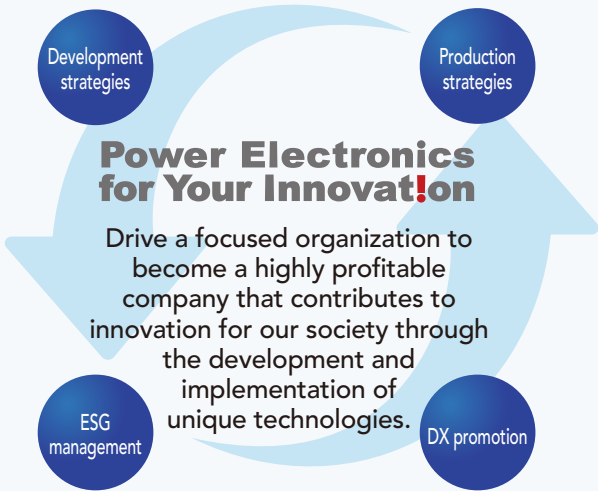 Development
strategies
Production
strategies
Power Electronics
for Your Innovat!on
Drive a focused organization to
become a highly profitable
company that contributes to
innovation for our society through
the development and
implementation of
unique technologies.
ESG
management
DX promotion